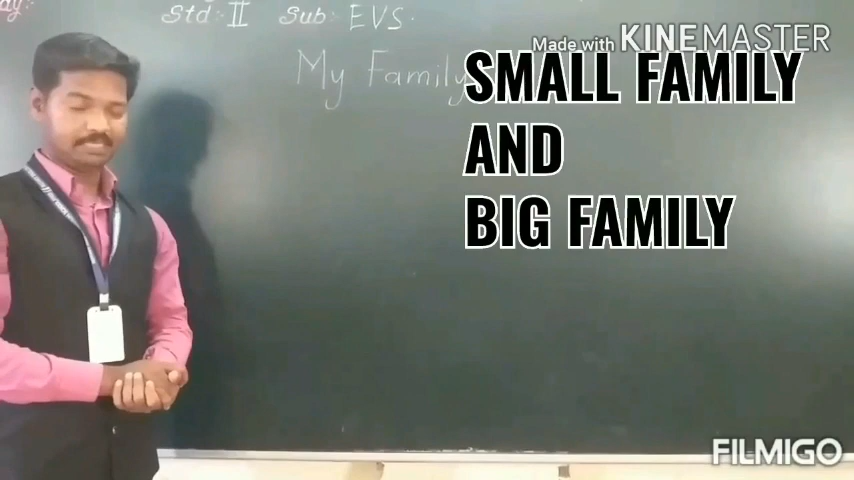 Std:- II Sub:- EVS.
My Family
Made with KINEMASTER
SMALL FAMILY
AND
BIG FAMILY
FILMIGO